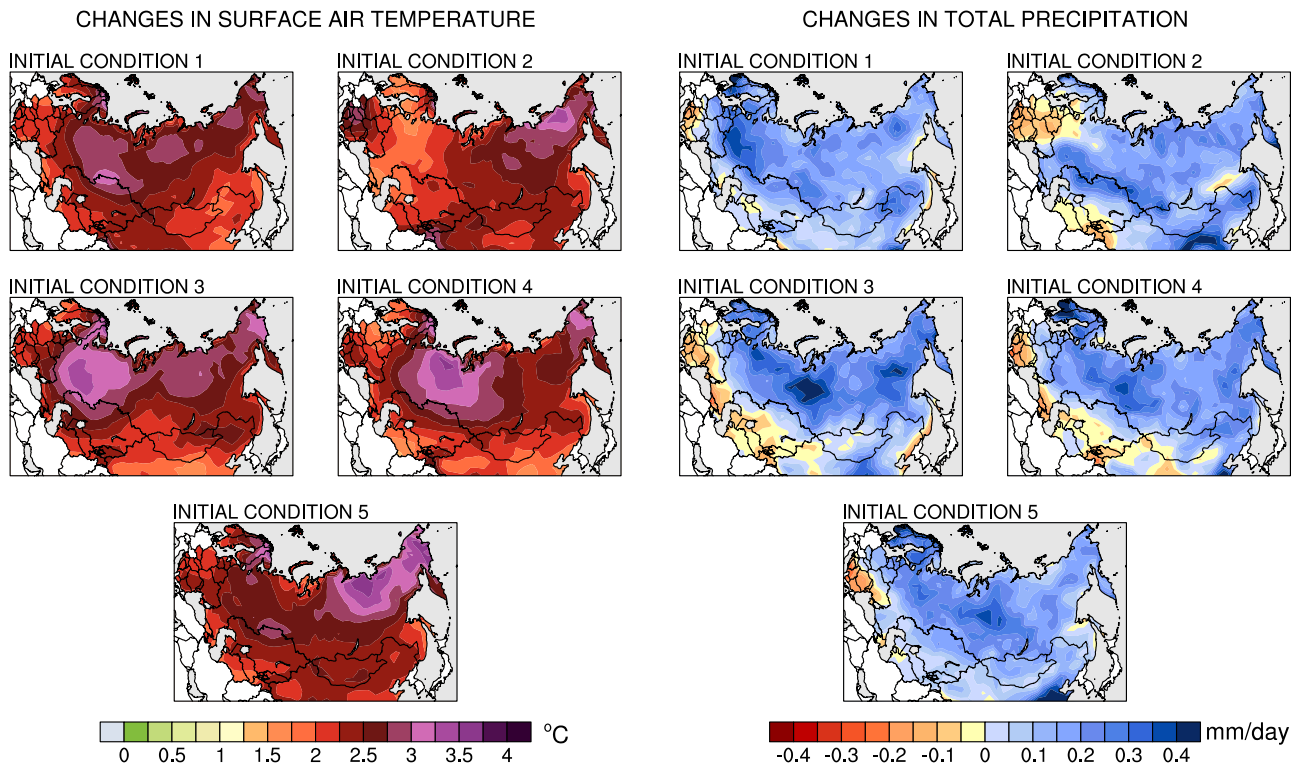 CHANGES IN SURFACE AIR TEMPERATURE
CHANGES IN TOTAL PRECIPITATION
INITIAL CONDITION 1
INITIAL CONDITION 2
INITIAL CONDITION 1
INITIAL CONDITION 2
INITIAL CONDITION 3
INITIAL CONDITION 4
INITIAL CONDITION 3
INITIAL CONDITION 4
INITIAL CONDITION 5
INITIAL CONDITION 5
0 0.5 1 1.5 2 2.5 3 3.5 4 °C
-0.4 -0.3 -0.2 -0.1 0 0.1 0.2 0.3 0.4 mm/day